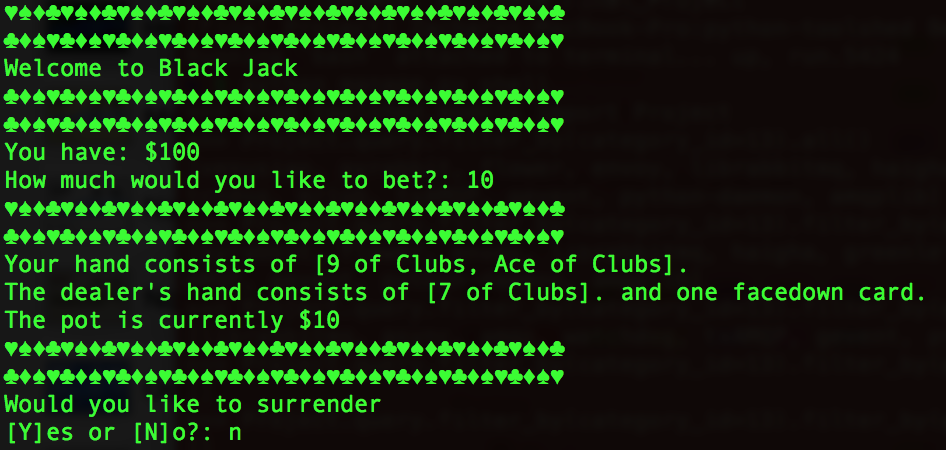 ♥♠♦♣♥♠♦♣♥♠♦♣♥♠♦♣♥♠♦♣♥♠♦♣♥♠♦♣♥♠♦♣♥♠♦♣♥♠♦♣
♣♦♠♥♣♦♠♥♣♦♠♥♣♦♠♥♣♦♠♥♣♦♠♥♣♦♠♥♣♦♠♥♣♦♠♥♣♦♠♥
Welcome to Black Jack
♣♦♠♥♣♦♠♥♣♦♠♥♣♦♠♥♣♦♠♥♣♦♠♥♣♦♠♥♣♦♠♥♣♦♠♥♣♦♠♥
♣♦♠♥♣♦♠♥♣♦♠♥♣♦♠♥♣♦♠♥♣♦♠♥♣♦♠♥♣♦♠♥♣♦♠♥♣♦♠♥
You have: $100
How much would you like to bet?: 10
♥♠♦♣♥♠♦♣♥♠♦♣♥♠♦♣♥♠♦♣♥♠♦♣♥♠♦♣♥♠♦♣♥♠♦♣♥♠♦♣
♣♦♠♥♣♦♠♥♣♦♠♥♣♦♠♥♣♦♠♥♣♦♠♥♣♦♠♥♣♦♠♥♣♦♠♥♣♦♠♥
Your hand consists of [9 of Clubs, Ace of Clubs].
The dealer's hand consists of [7 of Clubs]. and one facedown card.
The pot is currently $10
♥♠♦♣♥♠♦♣♥♠♦♣♥♠♦♣♥♠♦♣♥♠♦♣♥♠♦♣♥♠♦♣♥♠♦♣♥♠♦♣
♣♦♠♥♣♦♠♥♣♦♠♥♣♦♠♥♣♦♠♥♣♦♠♥♣♦♠♥♣♦♠♥♣♦♠♥♣♦♠♥
Would you like to surrender
[Y]es or [N]o?: n